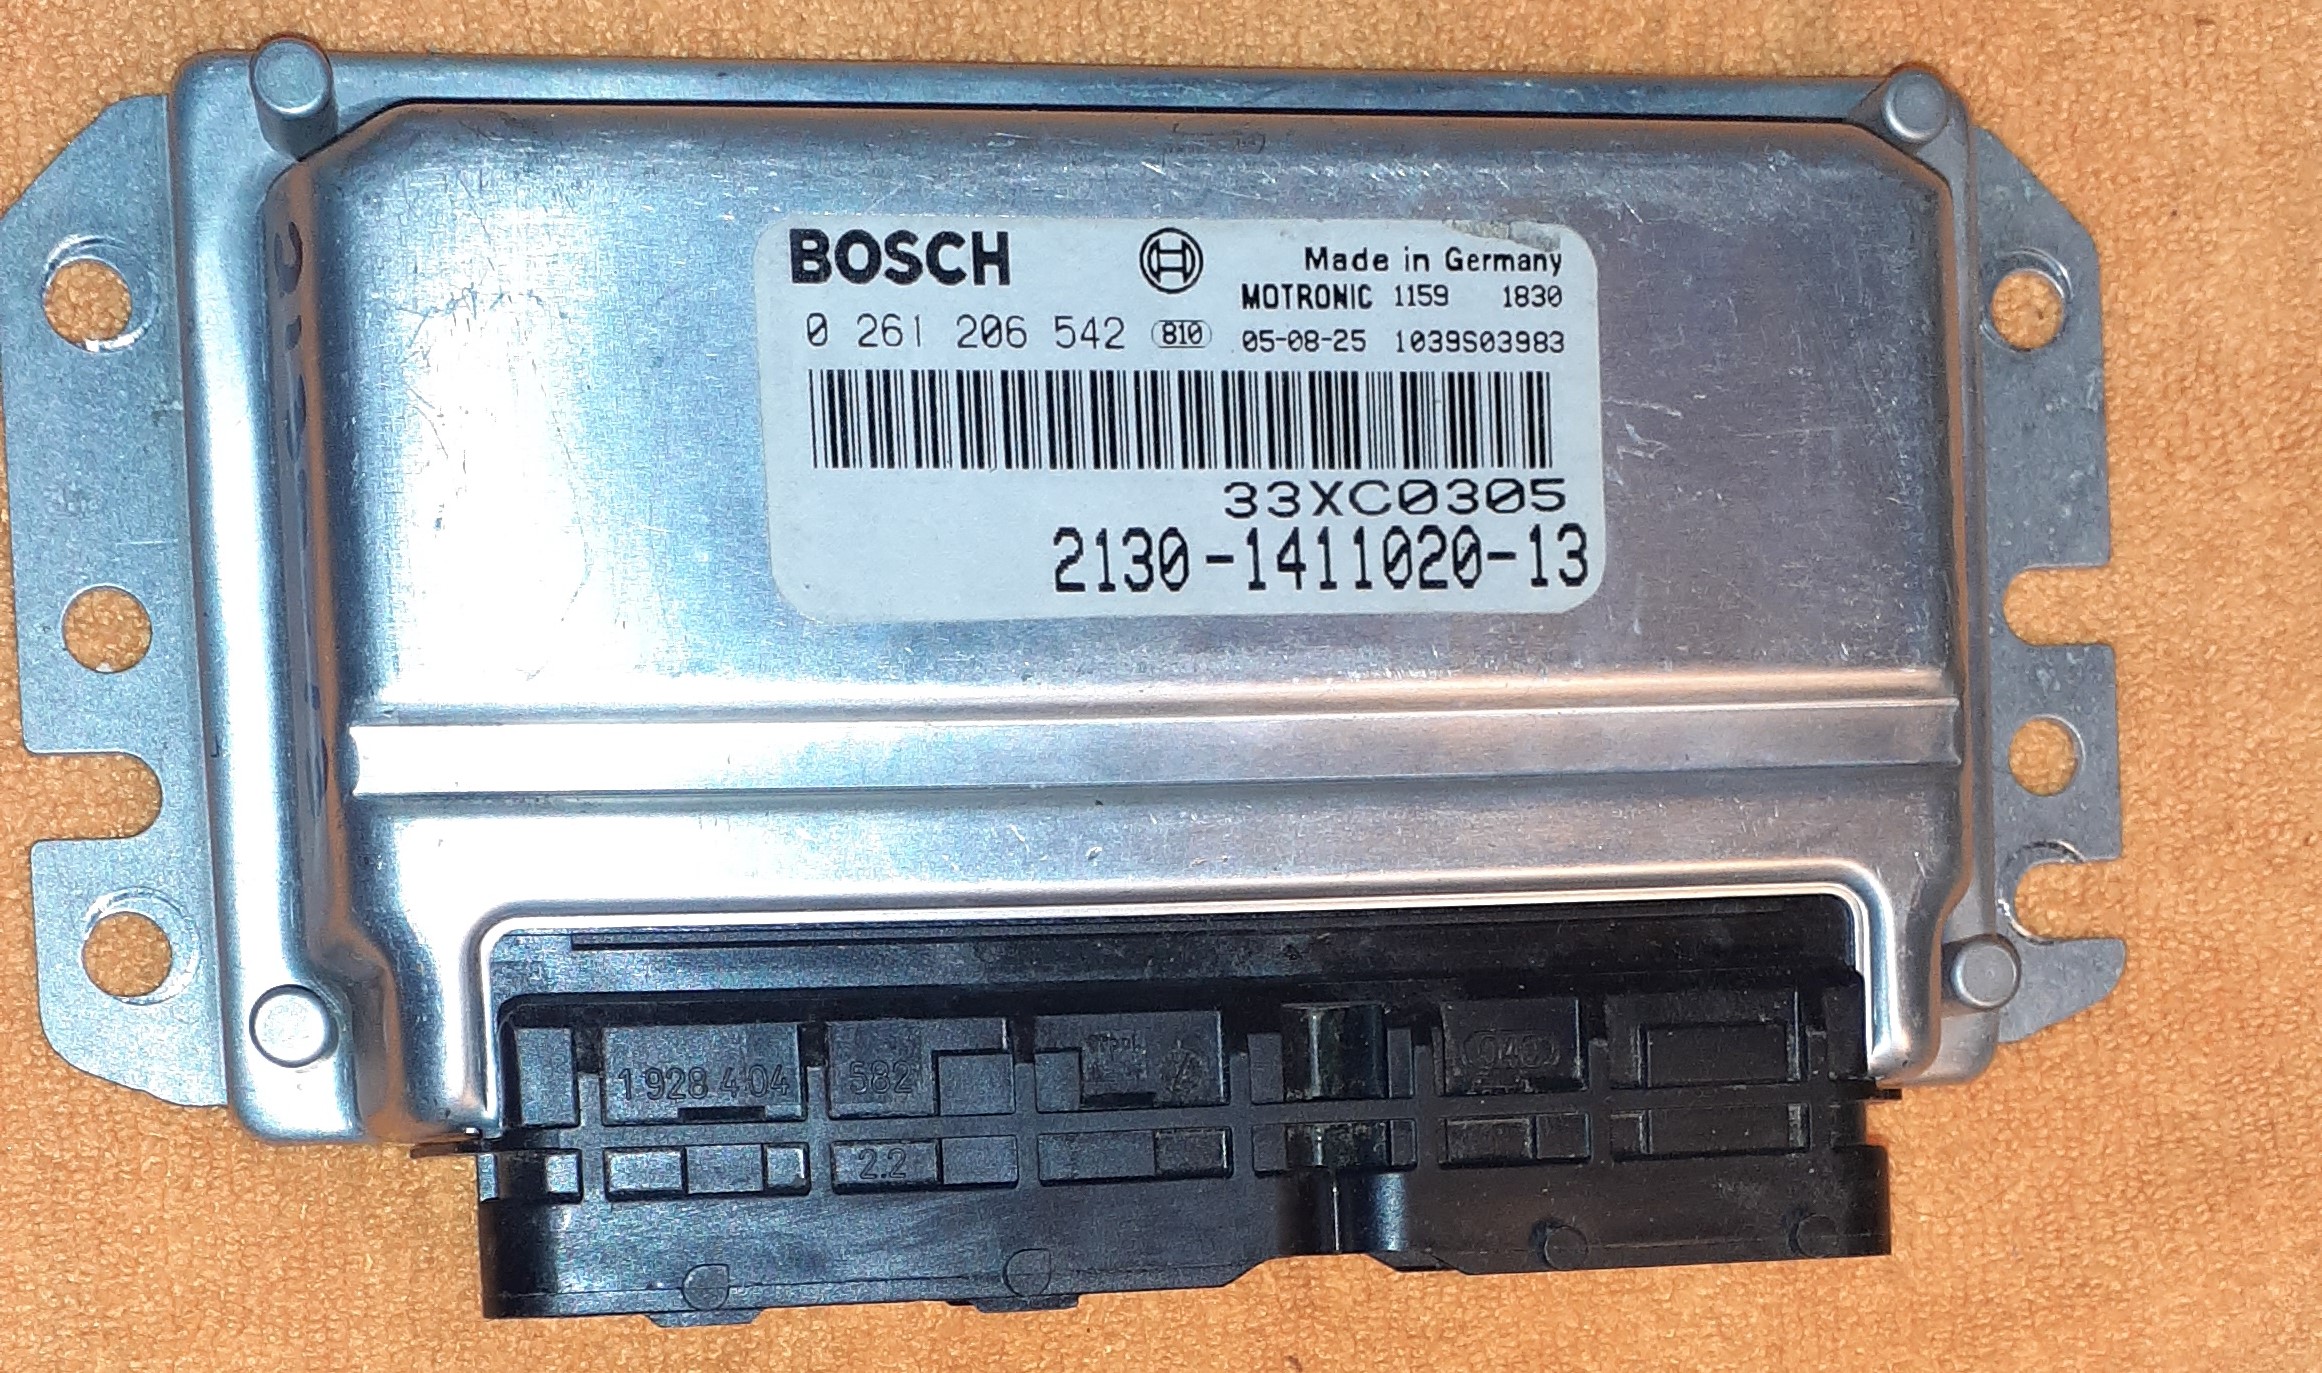 BOSCH
Made in Germany
MOTRONIC 1159 1830
0 261 206 542 810 05-08-25 1039S03983
33XC0305
2130-1411020-13
1 928 404 582
2.2